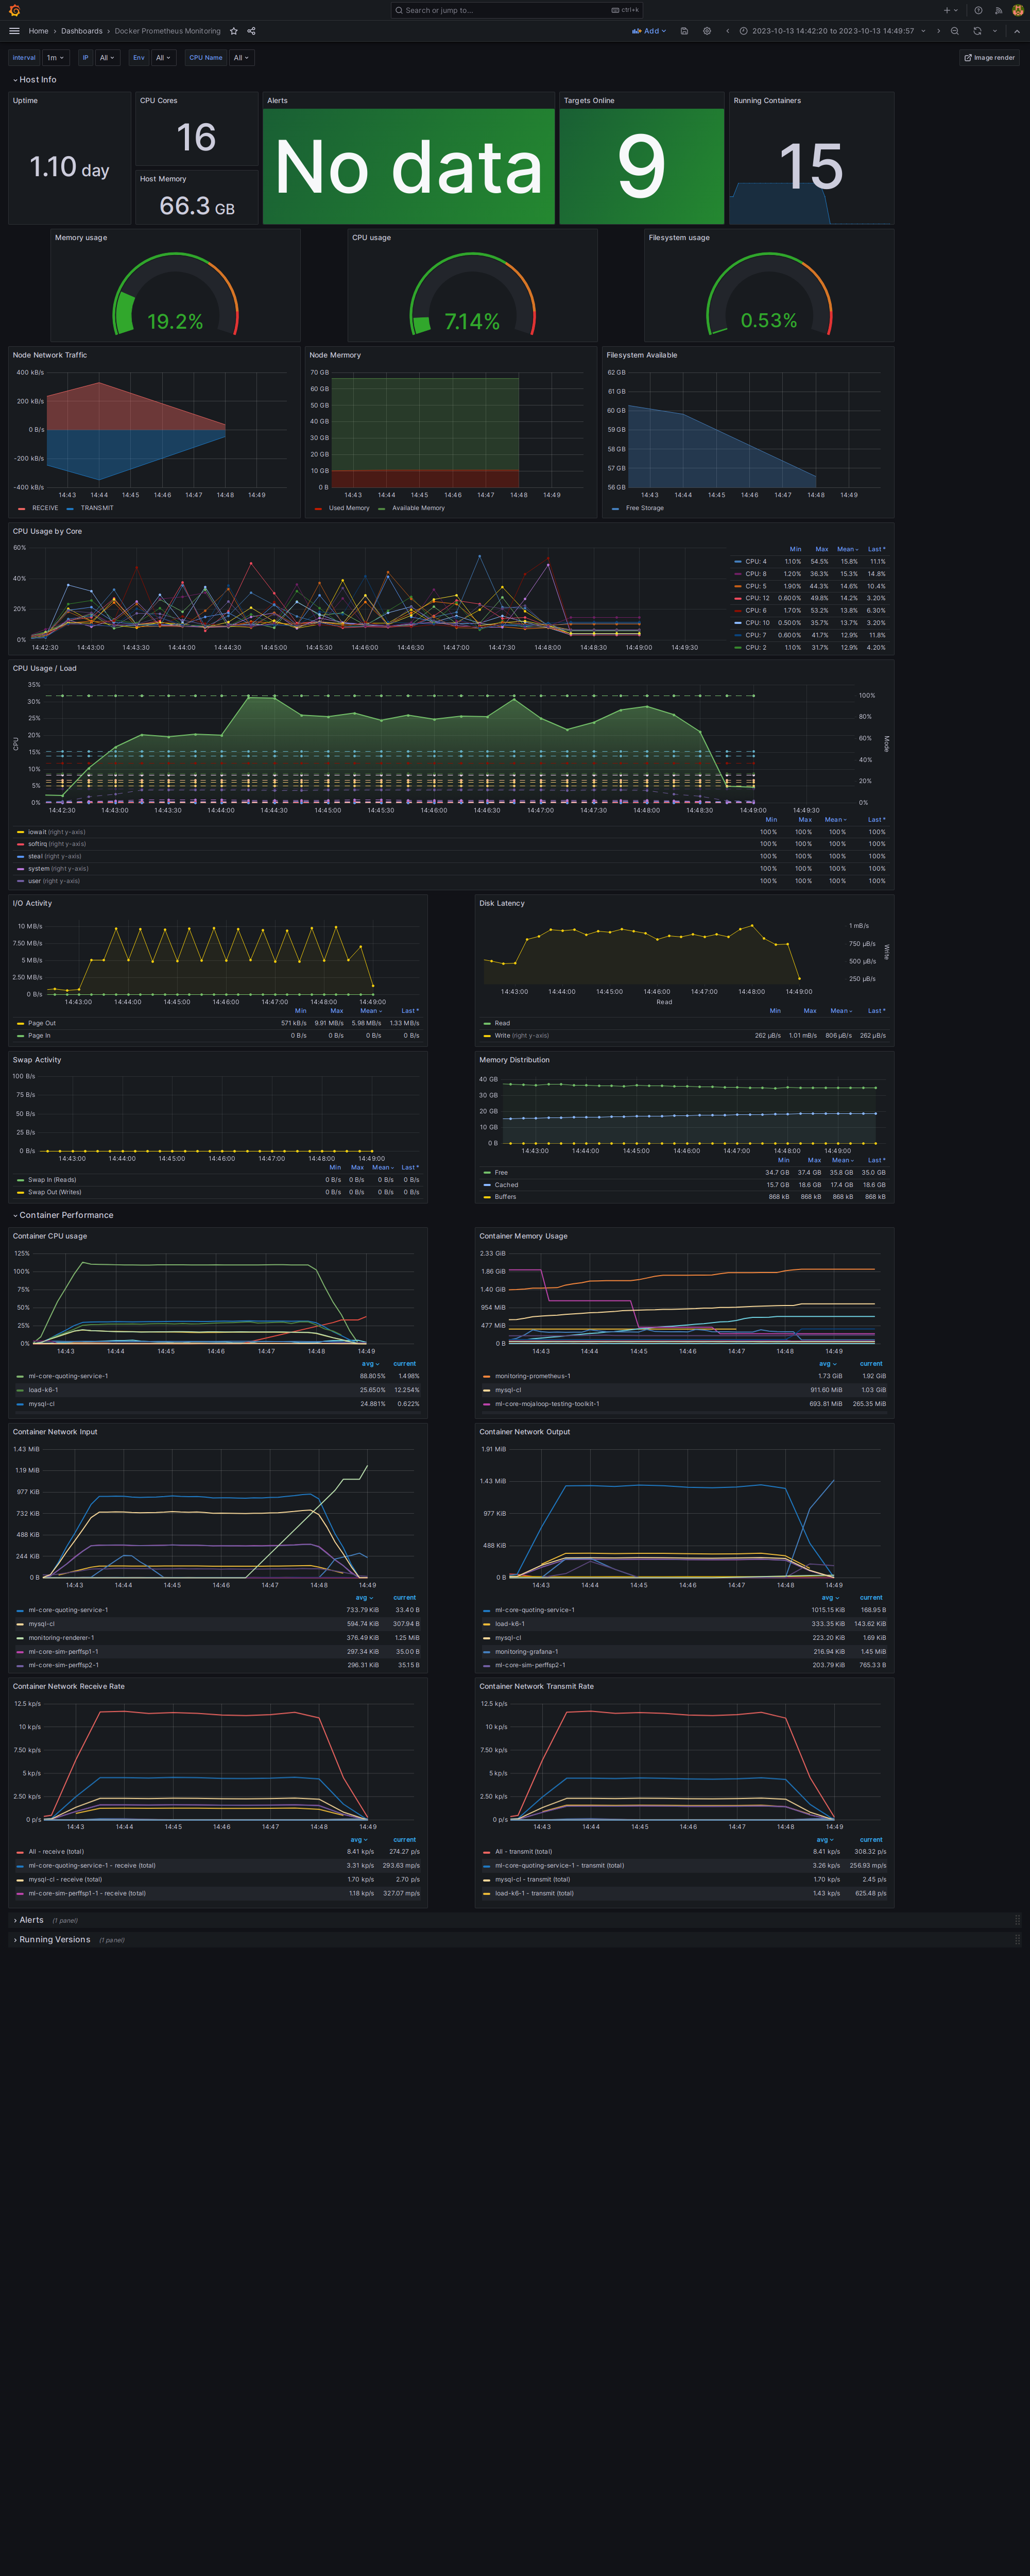 Search or jump to...
ctrl+k
Home › Dashboards › Docker Prometheus Monitoring
Add
2023-10-13 14:42:20 to 2023-10-13 14:49:57
Interval 1m IP All Env All CPU Name All
Image render
Host Info
Uptime
1.10 day
CPU Cores
16
Host Memory
66.3 GB
Alerts
No data
Targets Online
9
Running Containers
15
Memory usage
19.2%
CPU usage
7.14%
Filesystem usage
0.53%
Node Network Traffic
400 kB/s
200 kB/s
0 B/s
-200 kB/s
-400 kB/s
14:43 14:44 14:45 14:46 14:47 14:48 14:49
RECEIVE TRANSMIT
Node Mermory
70 GB
60 GB
50 GB
40 GB
30 GB
20 GB
10 GB
0 B
14:43 14:44 14:45 14:46 14:47 14:48 14:49
Used Memory Available Memory
Filesystem Available
62 GB
61 GB
60 GB
59 GB
58 GB
57 GB
56 GB
14:43 14:44 14:45 14:46 14:47 14:48 14:49
Free Storage
CPU Usage by Core
60%
40%
20%
0%
14:42:30 14:43:00 14:43:30 14:44:00 14:44:30 14:45:00 14:45:30 14:46:00 14:46:30 14:47:00 14:47:30 14:48:00 14:48:30 14:49:00 14:49:30
Min Max Mean Last *
CPU: 4 1.10% 54.5% 15.8% 11.1%
CPU: 8 1.20% 36.3% 15.3% 14.8%
CPU: 5 1.90% 44.3% 14.6% 10.4%
CPU: 12 0.600% 49.8% 14.2% 3.20%
CPU: 6 1.70% 53.2% 13.8% 6.30%
CPU: 10 0.500% 35.7% 13.7% 3.20%
CPU: 7 0.600% 41.7% 12.9% 11.8%
CPU: 2 1.10% 31.7% 12.9% 4.20%
CPU Usage / Load
CPU
35%
30%
25%
20%
15%
10%
5%
0%
100%
80%
60%
40%
20%
0%
Mode
14:42:30 14:43:00 14:43:30 14:44:00 14:44:30 14:45:00 14:45:30 14:46:00 14:46:30 14:47:00 14:47:30 14:48:00 14:48:30 14:49:00 14:49:30
Min Max Mean Last *
iowait (right y-axis) 100% 100% 100% 100%
softirq (right y-axis) 100% 100% 100% 100%
steal (right y-axis) 100% 100% 100% 100%
system (right y-axis) 100% 100% 100% 100%
user (right y-axis) 100% 100% 100% 100%
I/O Activity
10 MB/s
7.50 MB/s
5 MB/s
2.50 MB/s
0 B/s
14:43:00 14:44:00 14:45:00 14:46:00 14:47:00 14:48:00 14:49:00
Min Max Mean Last *
Page Out 571 kB/s 9.91 MB/s 5.98 MB/s 1.33 MB/s
Page In 0 B/s 0 B/s 0 B/s 0 B/s
Disk Latency
1 mB/s
750 µB/s
500 µB/s
250 µB/s
Write
14:43:00 14:44:00 14:45:00 14:46:00 14:47:00 14:48:00 14:49:00
Read
Min Max Mean Last *
Read
Write (right y-axis) 262 µB/s 1.01 mB/s 806 µB/s 262 µB/s
Swap Activity
100 B/s
75 B/s
50 B/s
25 B/s
0 B/s
14:43:00 14:44:00 14:45:00 14:46:00 14:47:00 14:48:00 14:49:00
Min Max Mean Last *
Swap In (Reads) 0 B/s 0 B/s 0 B/s 0 B/s
Swap Out (Writes) 0 B/s 0 B/s 0 B/s 0 B/s
Memory Distribution
40 GB
30 GB
20 GB
10 GB
0 B
14:43:00 14:44:00 14:45:00 14:46:00 14:47:00 14:48:00 14:49:00
Min Max Mean Last *
Free 34.7 GB 37.4 GB 35.8 GB 35.0 GB
Cached 15.7 GB 18.6 GB 17.4 GB 18.6 GB
Buffers 868 kB 868 kB 868 kB 868 kB
Container Performance
Container CPU usage
125%
100%
75%
50%
25%
0%
14:43 14:44 14:45 14:46 14:47 14:48 14:49
avg current
ml-core-quoting-service-1 88.805% 1.498%
load-k6-1 25.650% 12.254%
mysql-cl 24.881% 0.622%
Container Memory Usage
2.33 GiB
1.86 GiB
1.40 GiB
954 MiB
477 MiB
0 B
14:43 14:44 14:45 14:46 14:47 14:48 14:49
avg current
monitoring-prometheus-1 1.73 GiB 1.92 GiB
mysql-cl 911.60 MiB 1.03 GiB
ml-core-mojaloop-testing-toolkit-1 693.81 MiB 265.35 MiB
Container Network Input
1.43 MiB
1.19 MiB
977 KiB
732 KiB
488 KiB
244 KiB
0 B
14:43 14:44 14:45 14:46 14:47 14:48 14:49
avg current
ml-core-quoting-service-1 733.79 KiB 33.40 B
mysql-cl 594.74 KiB 307.94 B
monitoring-renderer-1 376.49 KiB 1.25 MiB
ml-core-sim-perffsp1-1 297.34 KiB 35.00 B
ml-core-sim-perffsp2-1 296.31 KiB 35.15 B
Container Network Output
1.91 MiB
1.43 MiB
977 KiB
488 KiB
0 B
14:43 14:44 14:45 14:46 14:47 14:48 14:49
avg current
ml-core-quoting-service-1 1015.15 KiB 168.95 B
load-k6-1 333.35 KiB 143.62 KiB
mysql-cl 223.20 KiB 1.69 KiB
monitoring-grafana-1 216.94 KiB 1.45 MiB
ml-core-sim-perffsp2-1 203.79 KiB 765.33 B
Container Network Receive Rate
12.5 kp/s
10 kp/s
7.50 kp/s
5 kp/s
2.50 kp/s
0 p/s
14:43 14:44 14:45 14:46 14:47 14:48 14:49
avg current
All - receive (total) 8.41 kp/s 274.27 p/s
ml-core-quoting-service-1 - receive (total) 3.31 kp/s 293.63 mp/s
mysql-cl - receive (total) 1.70 kp/s 2.70 p/s
ml-core-sim-perffsp1-1 - receive (total) 1.18 kp/s 327.07 mp/s
Container Network Transmit Rate
12.5 kp/s
10 kp/s
7.50 kp/s
5 kp/s
2.50 kp/s
0 p/s
14:43 14:44 14:45 14:46 14:47 14:48 14:49
avg current
All - transmit (total) 8.41 kp/s 308.32 p/s
ml-core-quoting-service-1 - transmit (total) 3.26 kp/s 256.93 mp/s
mysql-cl - transmit (total) 1.70 kp/s 2.45 p/s
load-k6-1 - transmit (total) 1.43 kp/s 625.48 p/s
Alerts (1 panel)
Running Versions (1 panel)